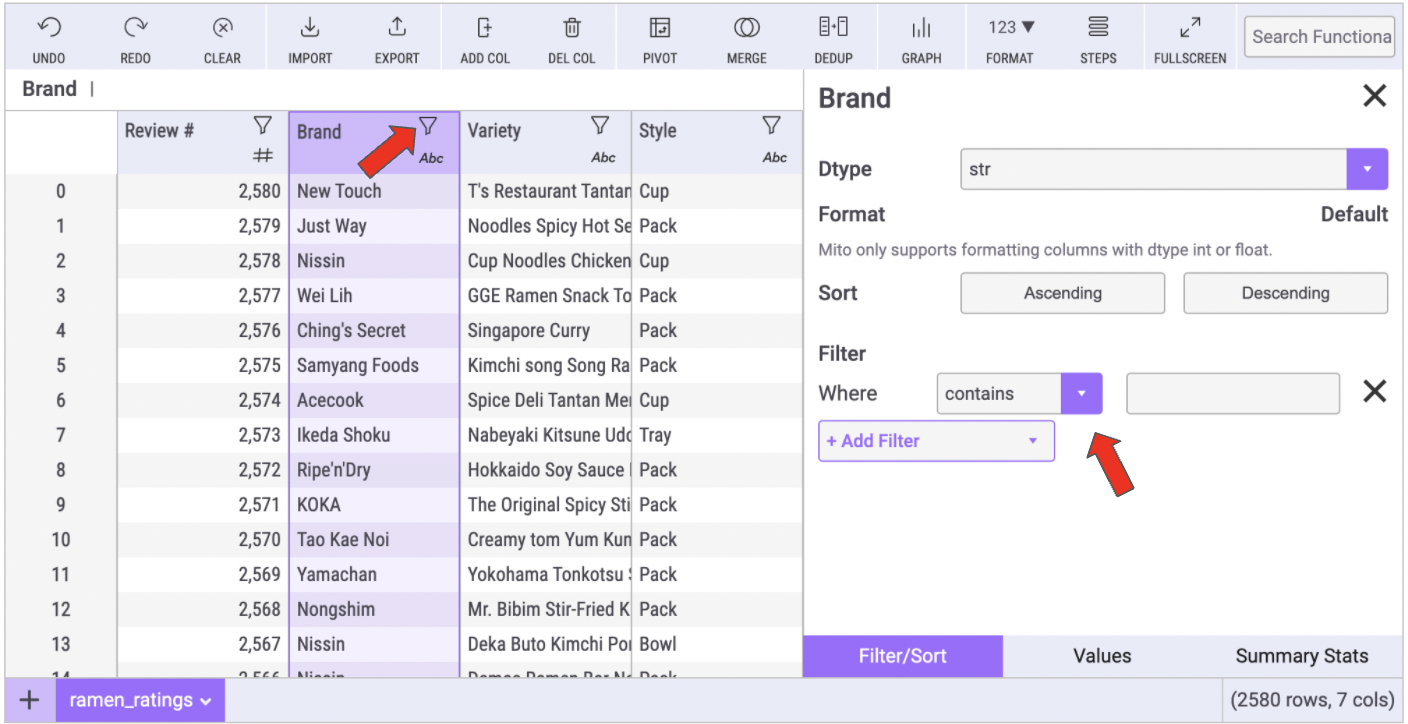 UNDO REDO CLEAR IMPORT EXPORT ADD COL DEL COL PIVOT MERGE DEDUP GRAPH 123 ▼ FORMAT STEPS FULLSCREEN Search Functiona
Brand
Review # Brand Abc Variety Abc Style Abc
0 2,580 New Touch T's Restaurant Tantan Cup
1 2,579 Just Way Noodles Spicy Hot Se Pack
2 2,578 Nissin Cup Noodles Chicken Cup
3 2,577 Wei Lih GGE Ramen Snack To Pack
4 2,576 Ching's Secret Singapore Curry Pack
5 2,575 Samyang Foods Kimchi song Song Ra Pack
6 2,574 Acecook Spice Deli Tantan Mer Cup
7 2,573 Ikeda Shoku Nabeyaki Kitsune Udo Tray
8 2,572 Ripe'n'Dry Hokkaido Soy Sauce Pack
9 2,571 KOKA The Original Spicy Sti Pack
10 2,570 Tao Kae Noi Creamy tom Yum Kun Pack
11 2,569 Yamachan Yokohama Tonkotsu Pack
12 2,568 Nongshim Mr. Bibim Stir-Fried K Pack
13 2,567 Nissin Deka Buto Kimchi Por Bowl
14 2,566 Nissin
Brand
Dtype str
Format Default
Mito only supports formatting columns with dtype int or float.
Sort Ascending Descending
Filter
Where contains
+ Add Filter
Filter/Sort Values Summary Stats
+ ramen_ratings (2580 rows, 7 cols)